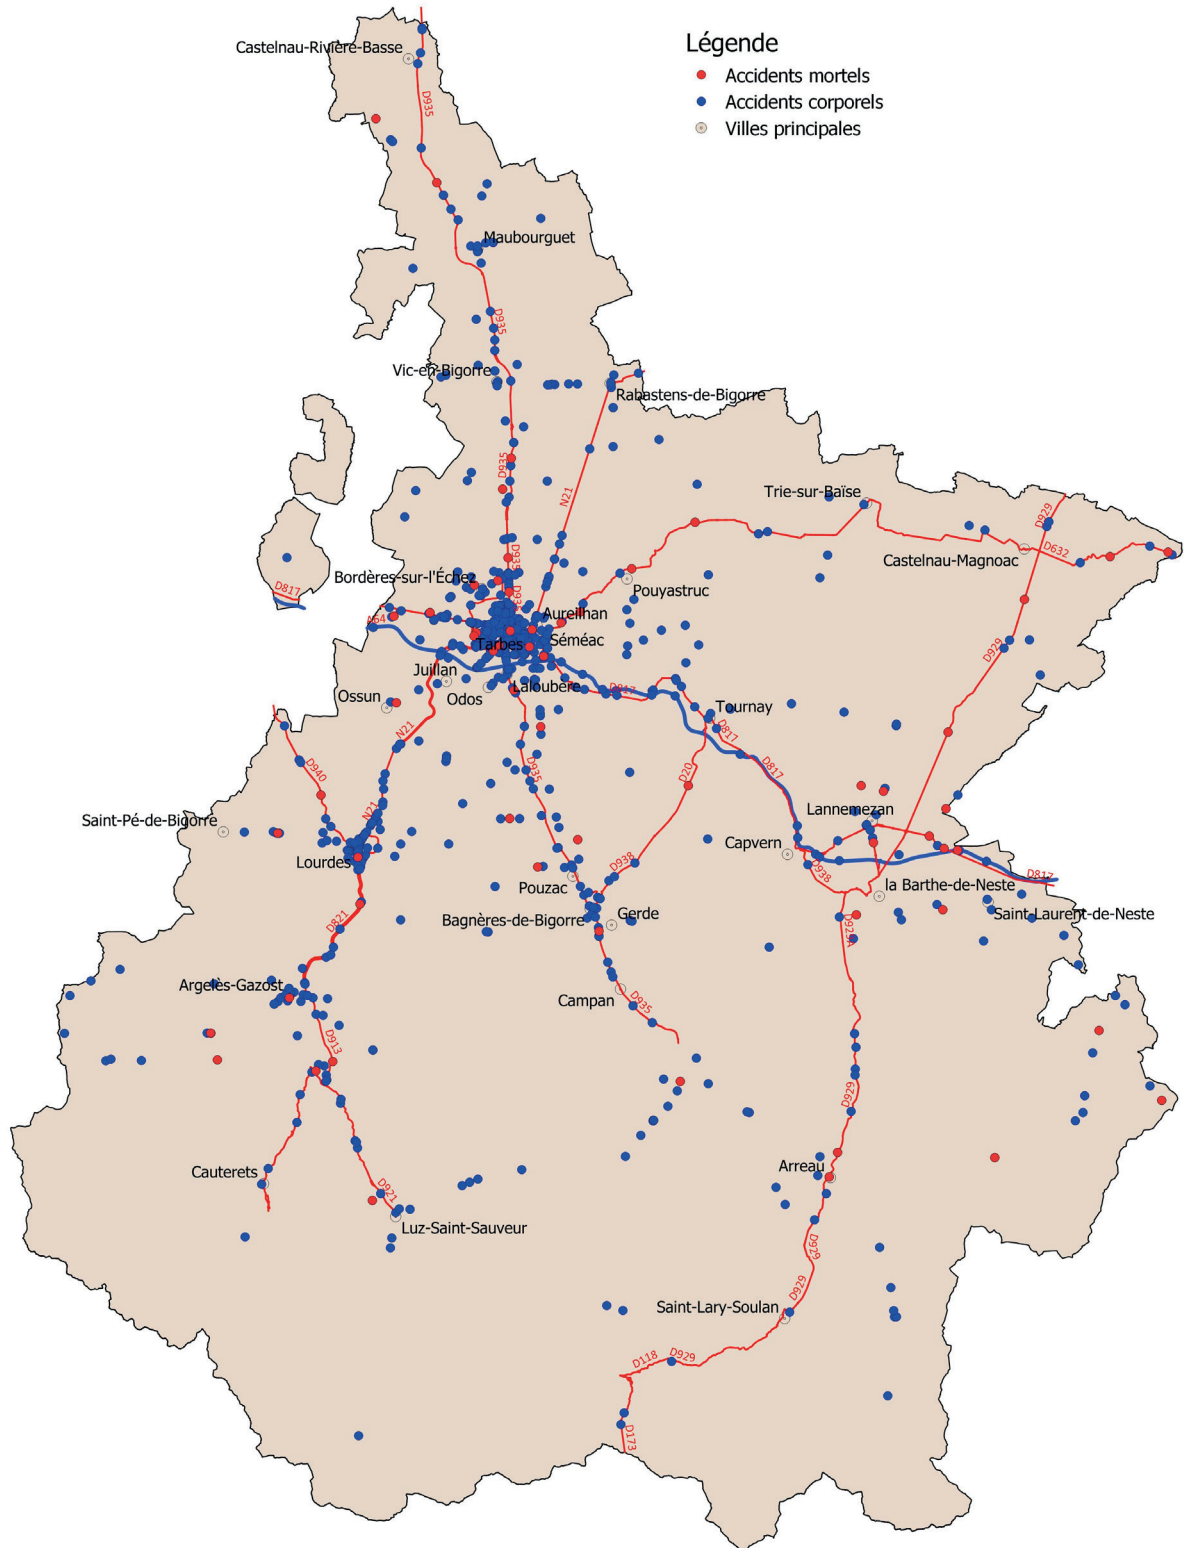 Légende
Accidents mortels
Accidents corporels
Villes principales
Castelnau-Rivière-Basse
D935
Maubourguet
D935
Vic-en-Bigorre
Rabastens-de-Bigorre
D935
N21
Trie-sur-Baïse
D929
Castelnau-Magnoac
D632
D935
Bordères-sur-l'Échez
Pouyastruc
D817
D935
Aureilhan
A64
Tarbes
Séméac
D929
Juillan
Odos
Laloubère
D817
Ossun
Tournay
N21
D817
D940
D935
D20
D817
Saint-Pé-de-Bigorre
N21
Lannemezan
Lourdes
Capvern
D938
D938
D817
Pouzac
la Barthe-de-Neste
D821
Bagnères-de-Bigorre
Gerde
Saint-Laurent-de-Neste
D929A
Argelès-Gazost
Campan
D935
D913
D929
Cauterets
Arreau
D921
Luz-Saint-Sauveur
D929
D929
Saint-Lary-Soulan
D118
D929
D173